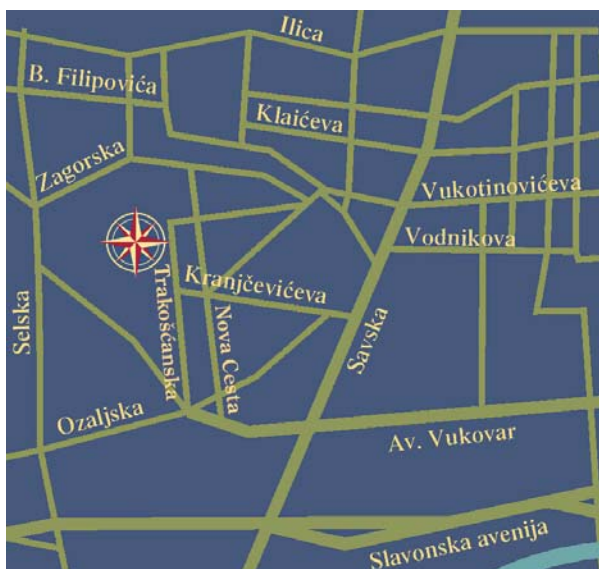 Ilica
B. Filipovića
Klaićeva
Zagorska
Vukotinovićeva
Vodnikova
Trakošćanska
Kranjčevićeva
Nova Cesta
Selska
Savska
Ozaljska
Av. Vukovar
Slavonska avenija